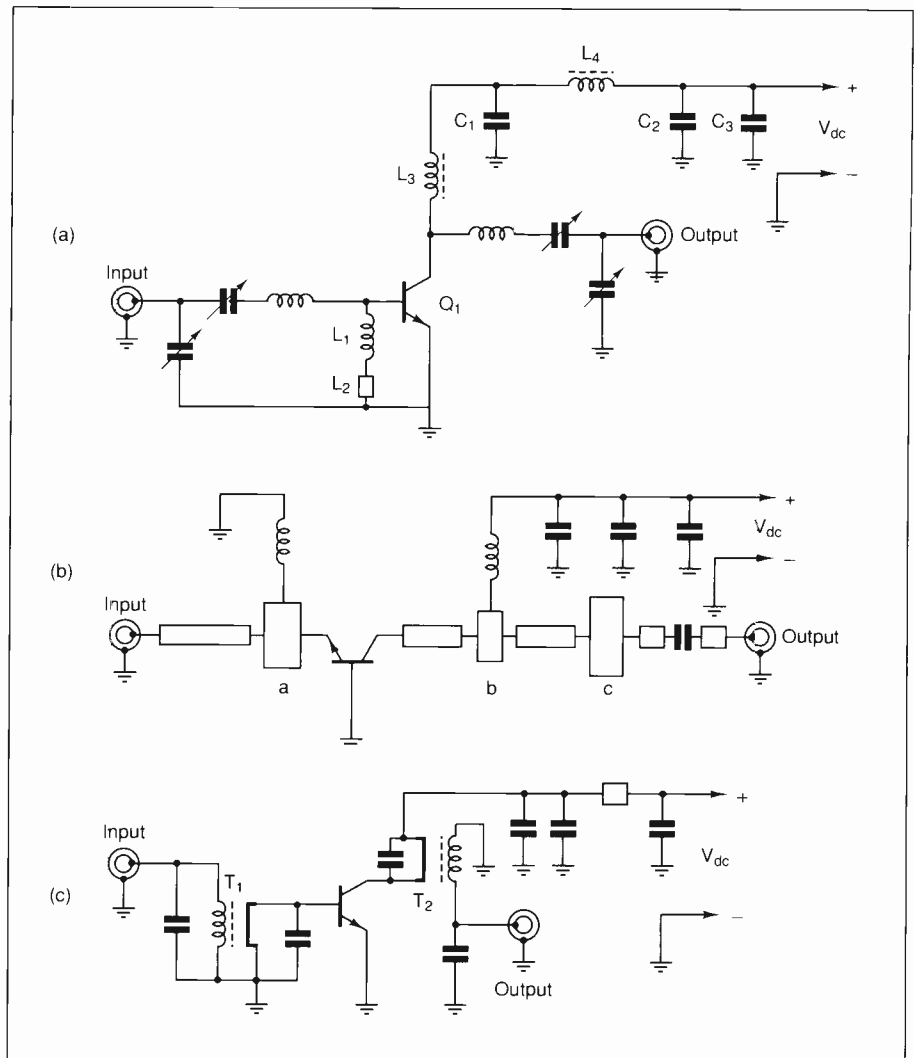 L4
C1
C2
C3
+
Vdc
−
L3
(a)
Output
Input
Q1
L1
L2
+
Vdc
−
(b)
Input
Output
a
b
c
+
Input
Vdc
T1
T2
(c)
−
Output